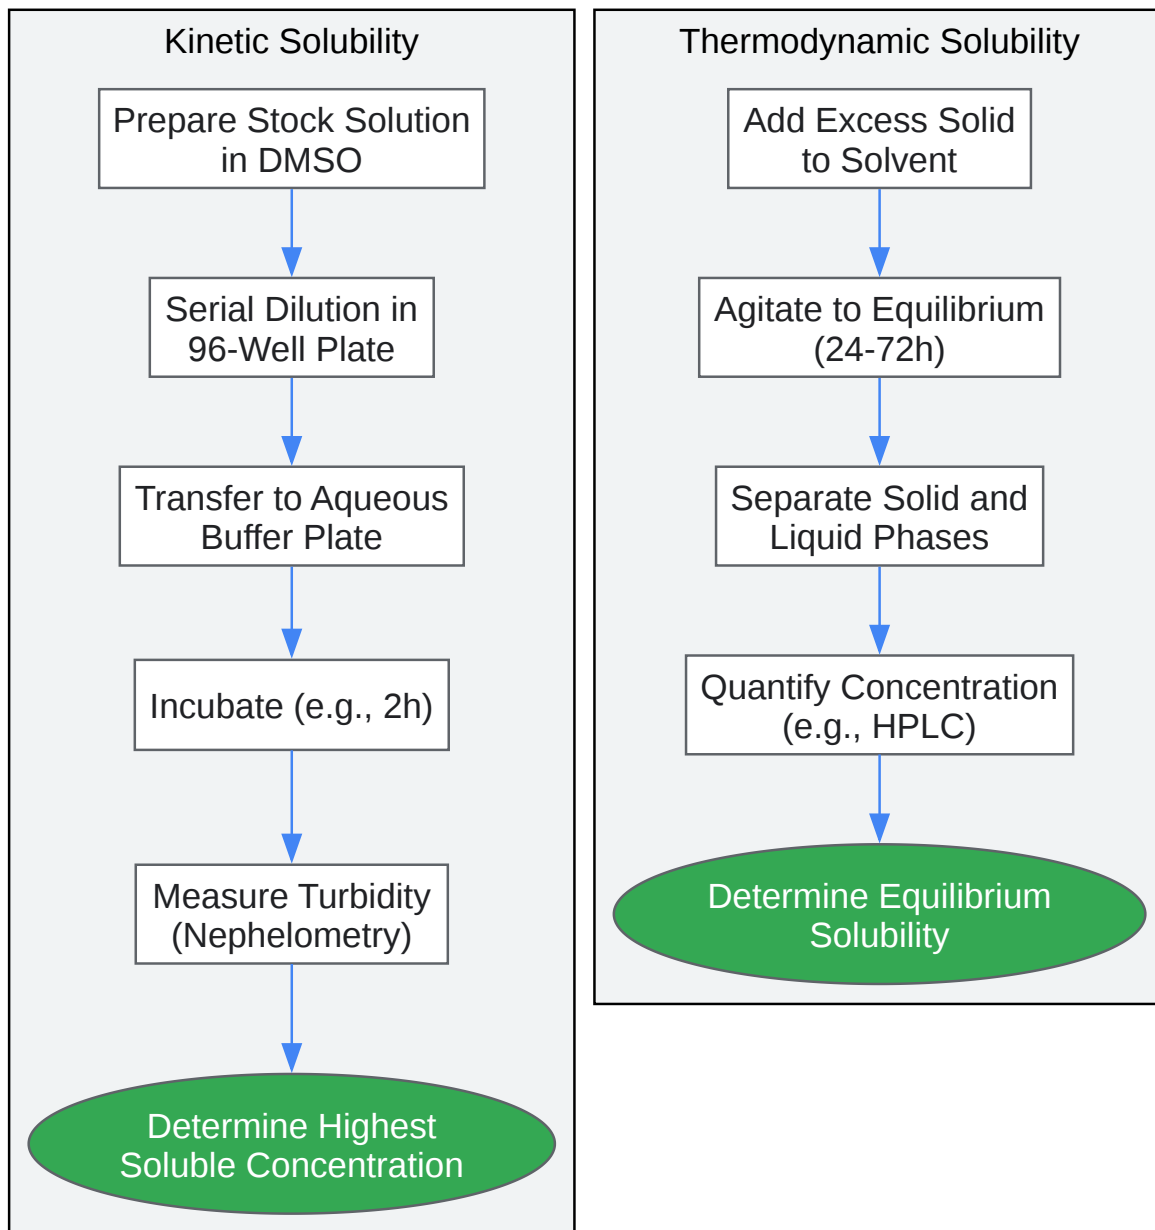 Kinetic Solubility
Prepare Stock Solution
in DMSO
Serial Dilution in
96-Well Plate
Transfer to Aqueous
Buffer Plate
Incubate (e.g., 2h)
Measure Turbidity
(Nephelometry)
Determine Highest
Soluble Concentration
Thermodynamic Solubility
Add Excess Solid
to Solvent
Agitate to Equilibrium
(24-72h)
Separate Solid and
Liquid Phases
Quantify Concentration
(e.g., HPLC)
Determine Equilibrium
Solubility